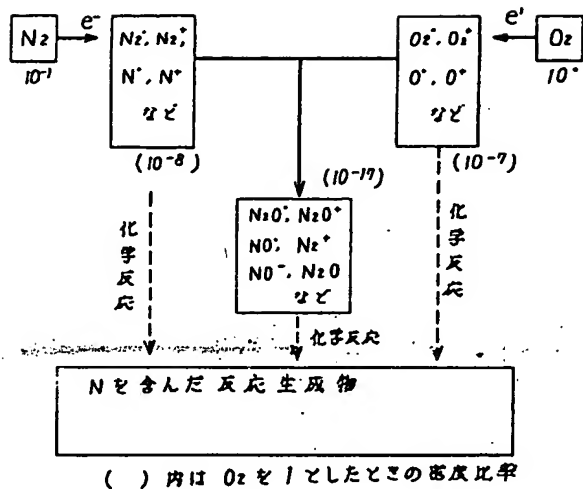 N2
e-
10-1
N2*, N2+,
N*, N+
など
(10-8)
O2*, O2+
O*, O+
など
(10-7)
e'
O2
10°
(10-17)
N2O*, N2O+
NO*, N2+
NO-, N2O
など
化学反応
化学反応
化学反応
Nを含んだ反応生成物
( )内はO2を1としたときの密度比率